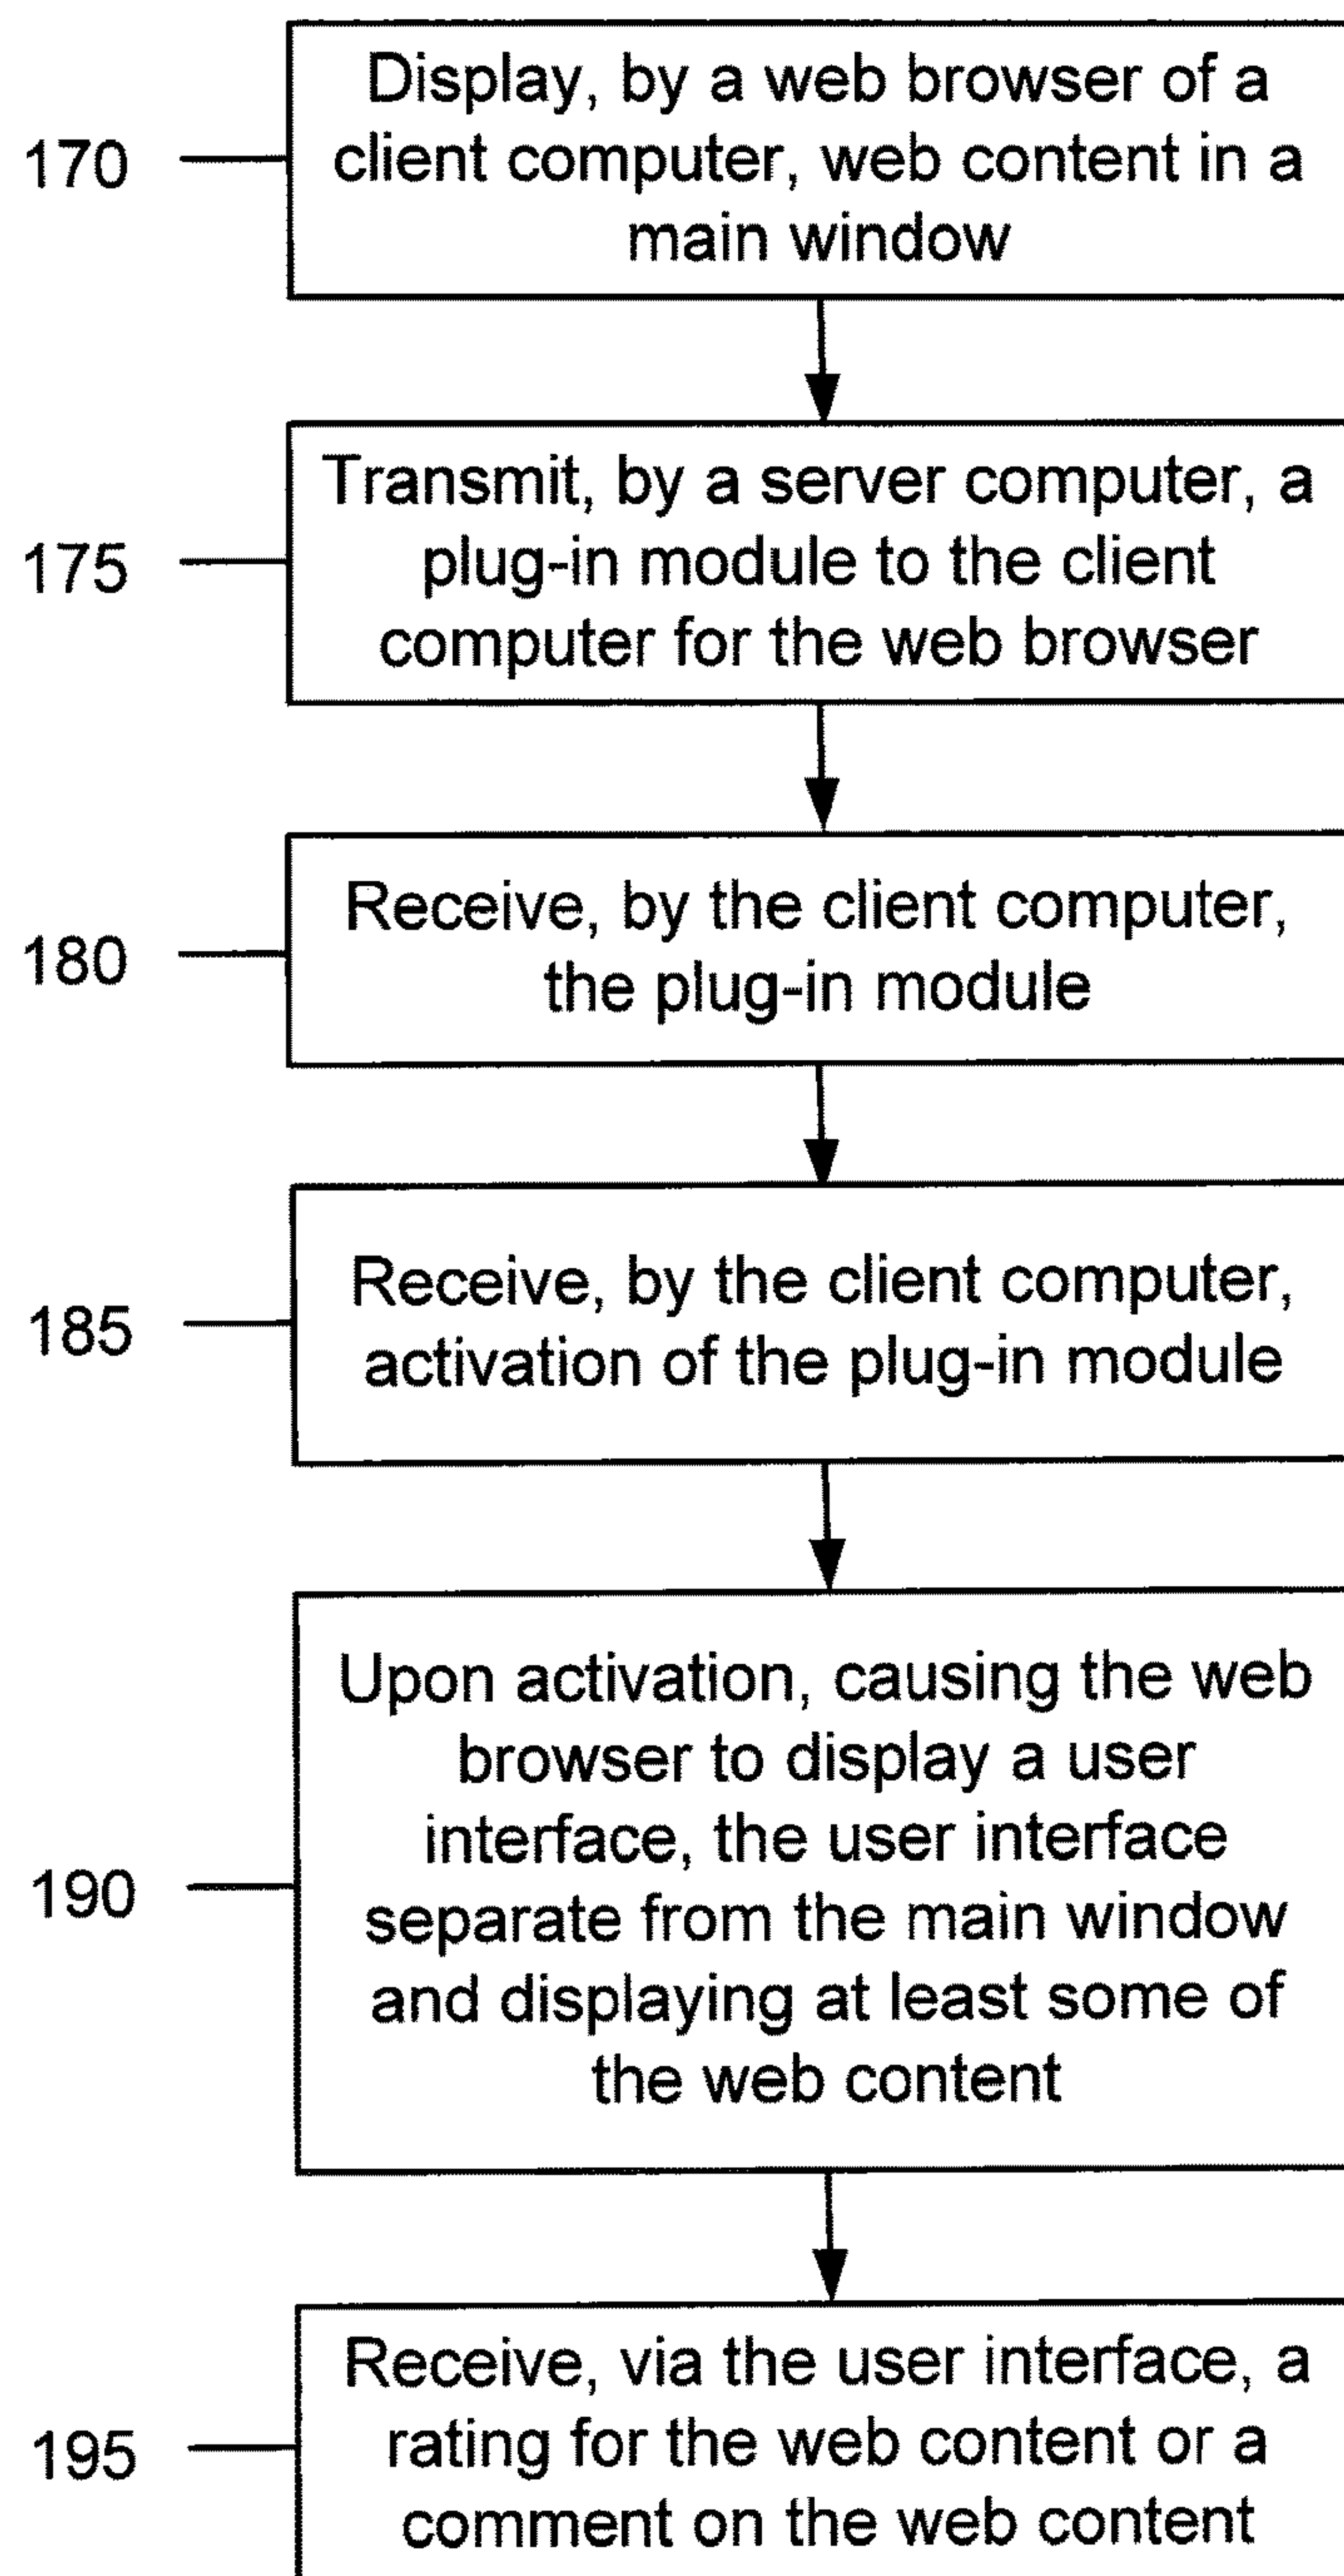 Display, by a web browser of a
170
client computer, web content in a
main window
Transmit, by a server computer, a
175
plug-in module to the client
computer for the web browser
180
Receive, by the client computer,
the plug-in module
185
Receive, by the client computer,
activation of the plug-in module
Upon activation, causing the web
browser to display a user
interface, the user interface
190
separate from the main window
and displaying at least some of
the web content
Receive, via the user interface, a
195
rating for the web content or a
comment on the web content